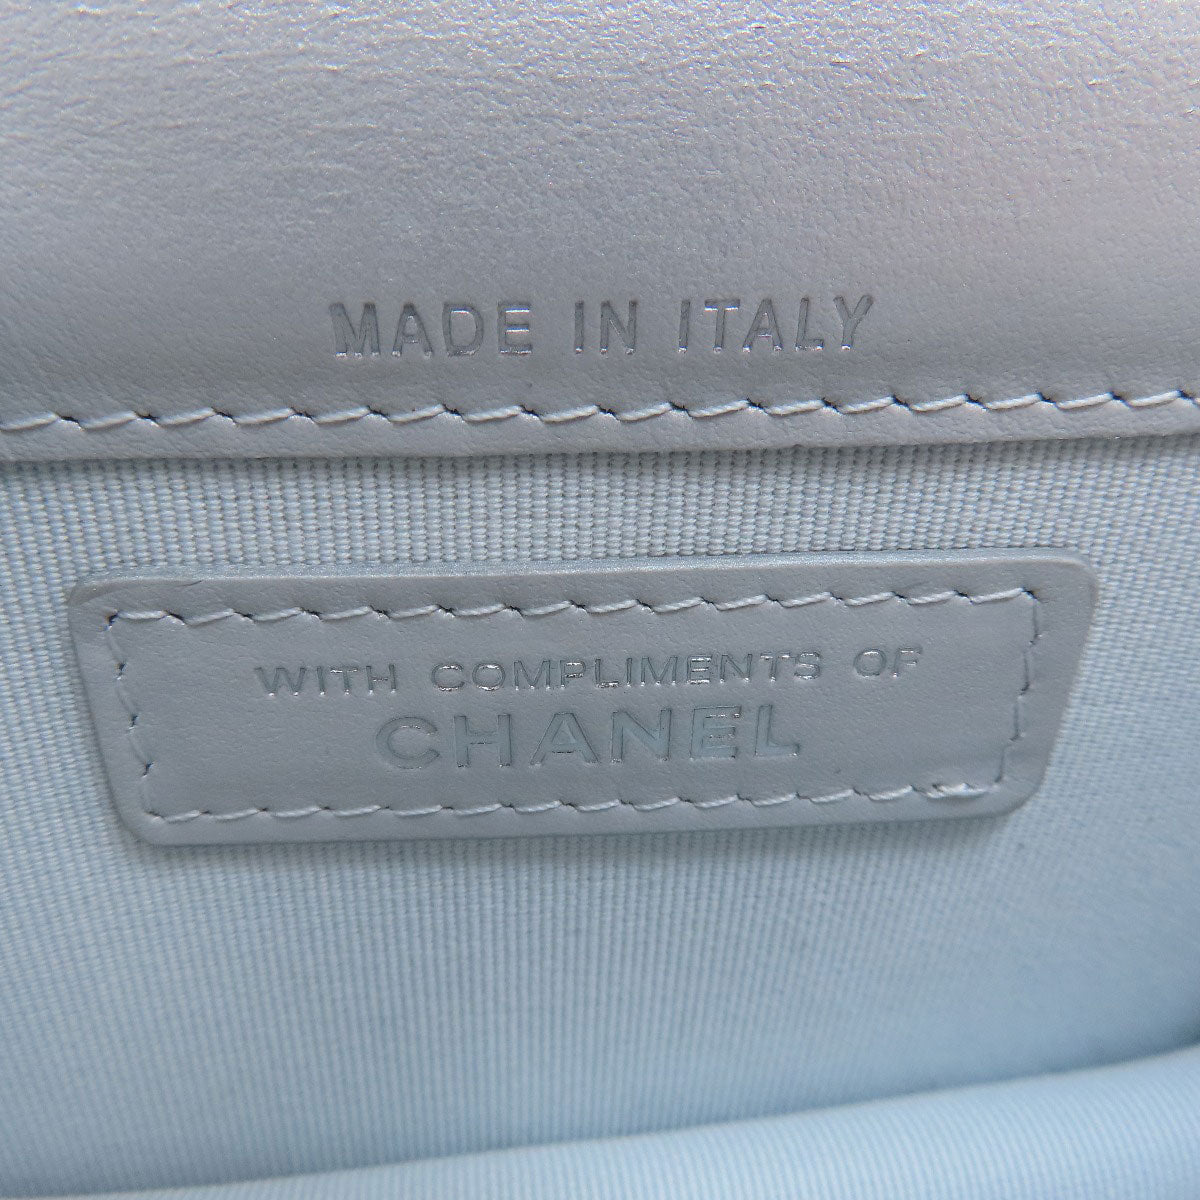 MADE IN ITALY
WITH COMPLIMENTS OF
CHANEL